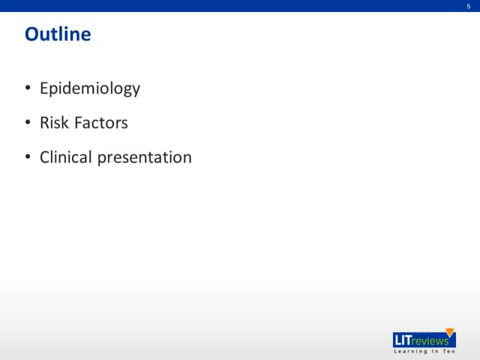 5
Outline
• Epidemiology
• Risk Factors
• Clinical presentation
LITreviews
Learning in Ten